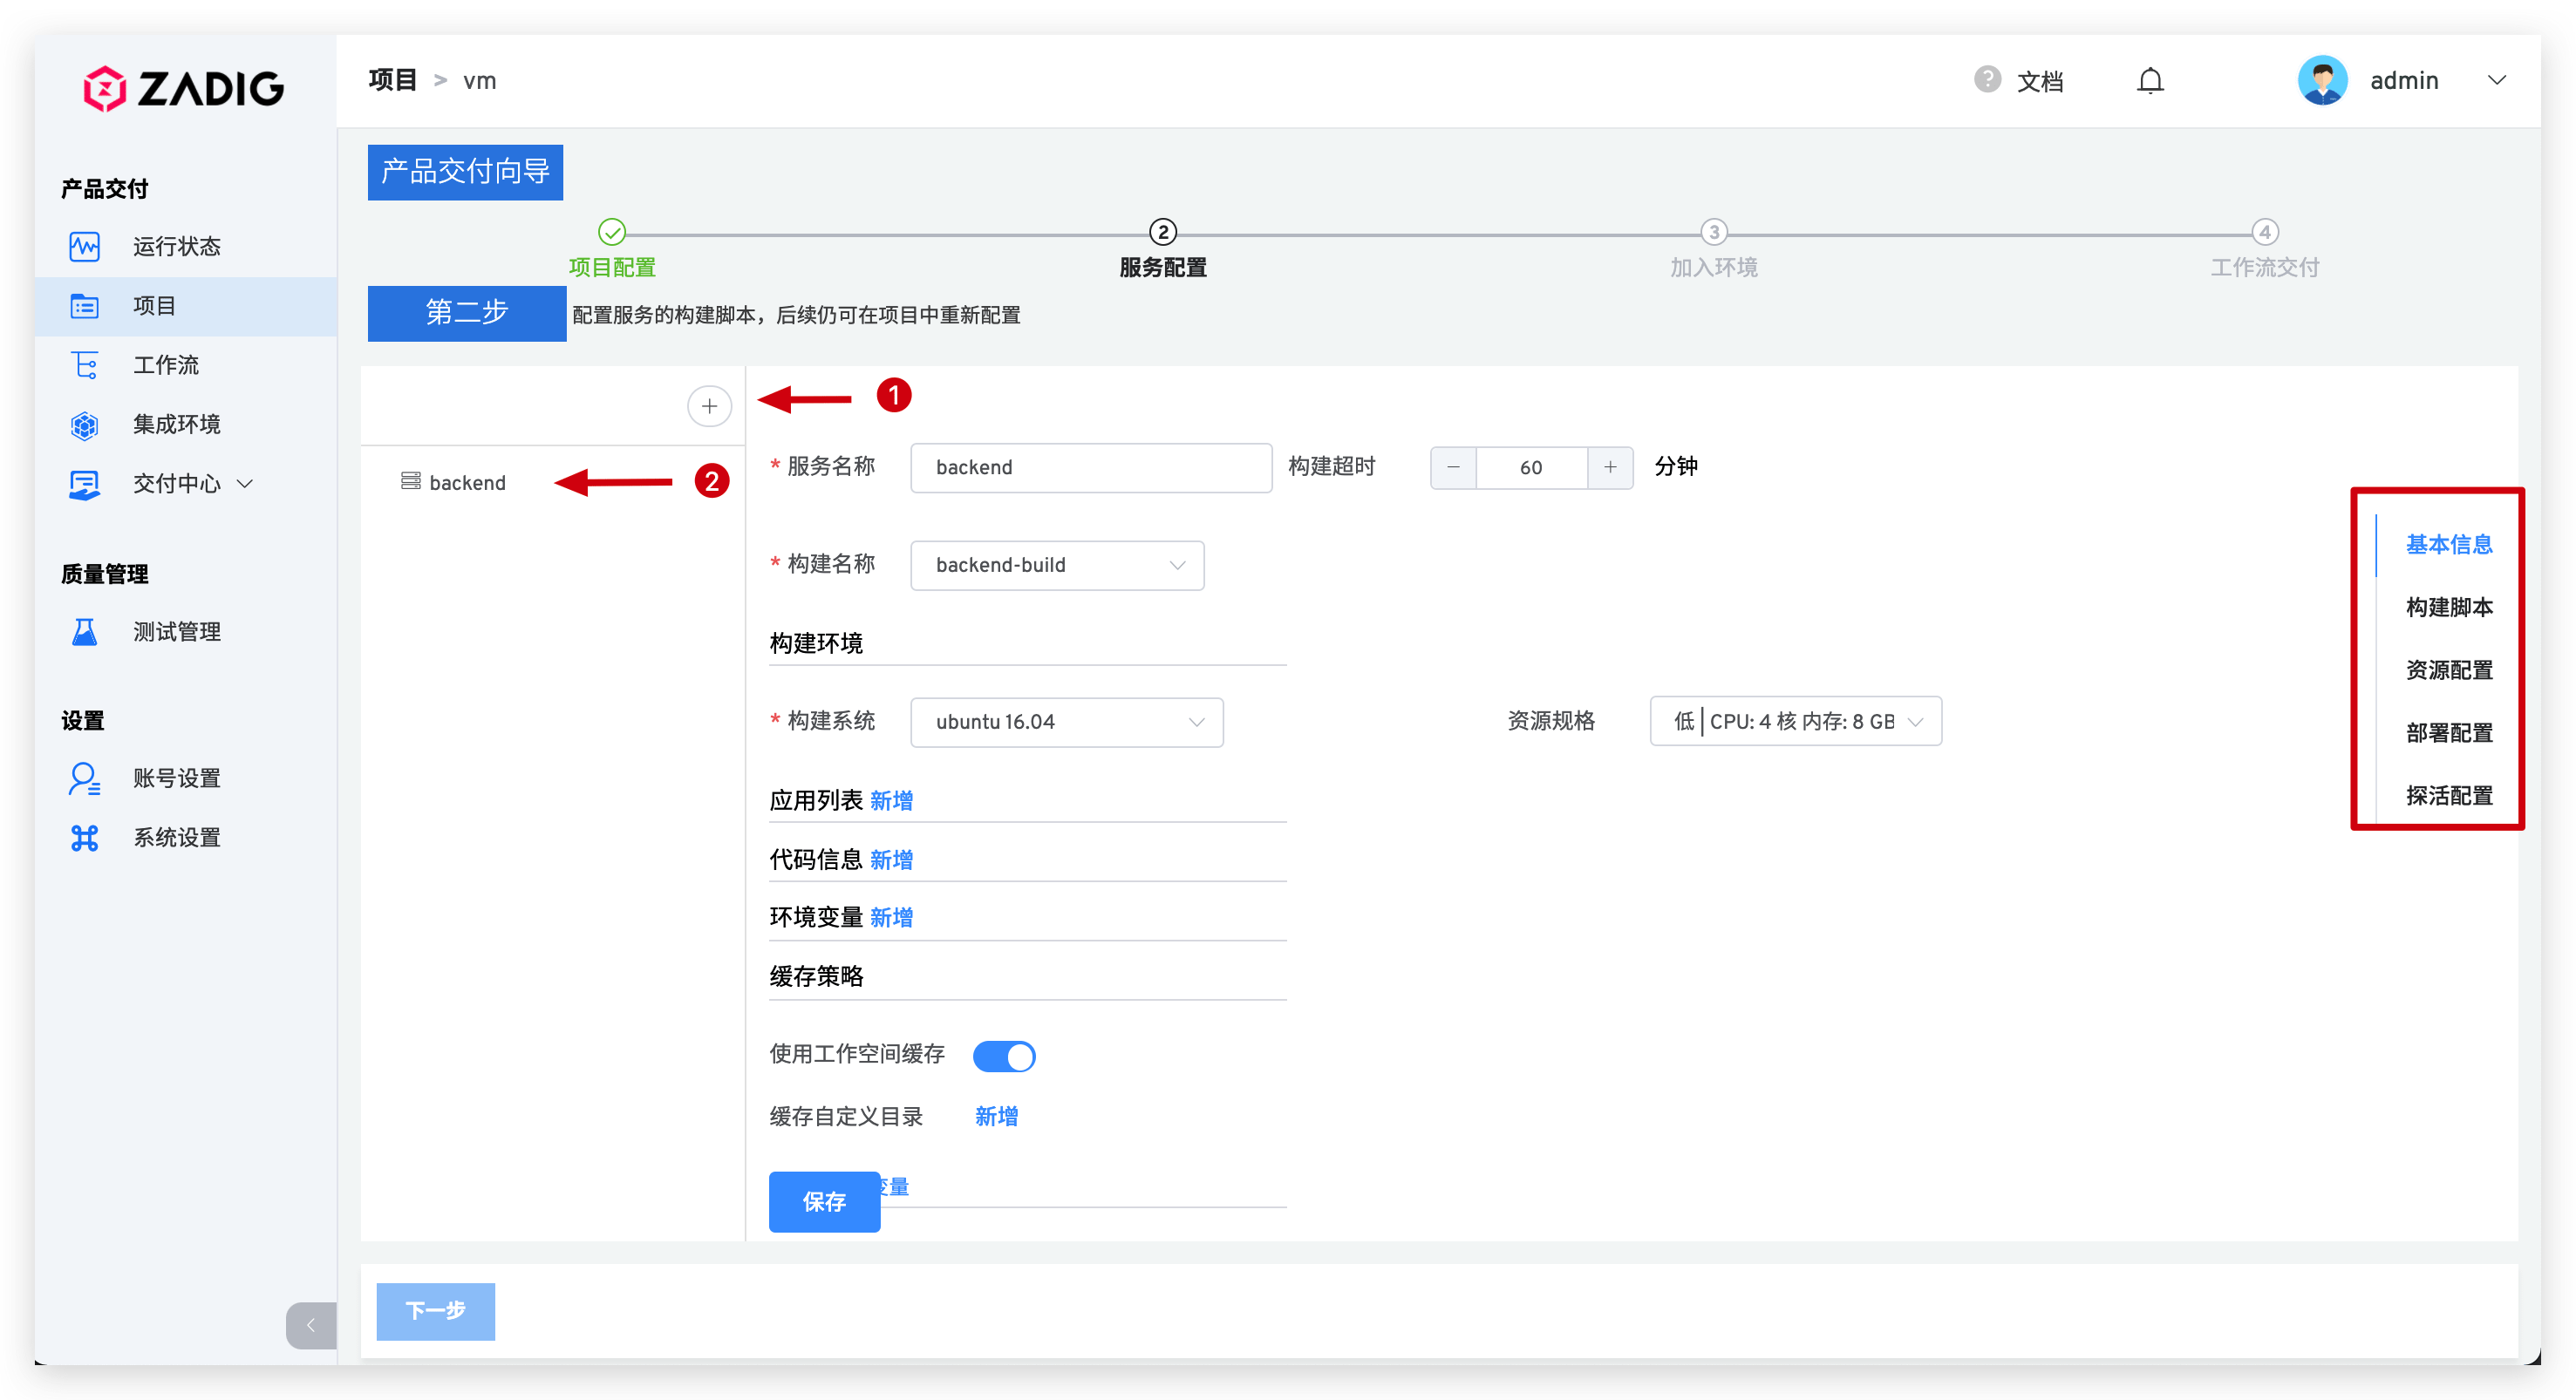 ZADIG
项目 > vm
? 文档
admin
产品交付
运行状态
项目
工作流
集成环境
交付中心
质量管理
测试管理
设置
账号设置
系统设置
产品交付向导
2
3
4
项目配置
服务配置
加入环境
工作流交付
第二步 配置服务的构建脚本，后续仍可在项目中重新配置
+
1
backend
2
* 服务名称 backend 构建超时 − 60 + 分钟
* 构建名称 backend-build
构建环境
* 构建系统 ubuntu 16.04 资源规格 低 | CPU: 4 核 内存: 8 GB
应用列表 新增
代码信息 新增
环境变量 新增
缓存策略
使用工作空间缓存
缓存自定义目录 新增
变量
保存
基本信息
构建脚本
资源配置
部署配置
探活配置
下一步